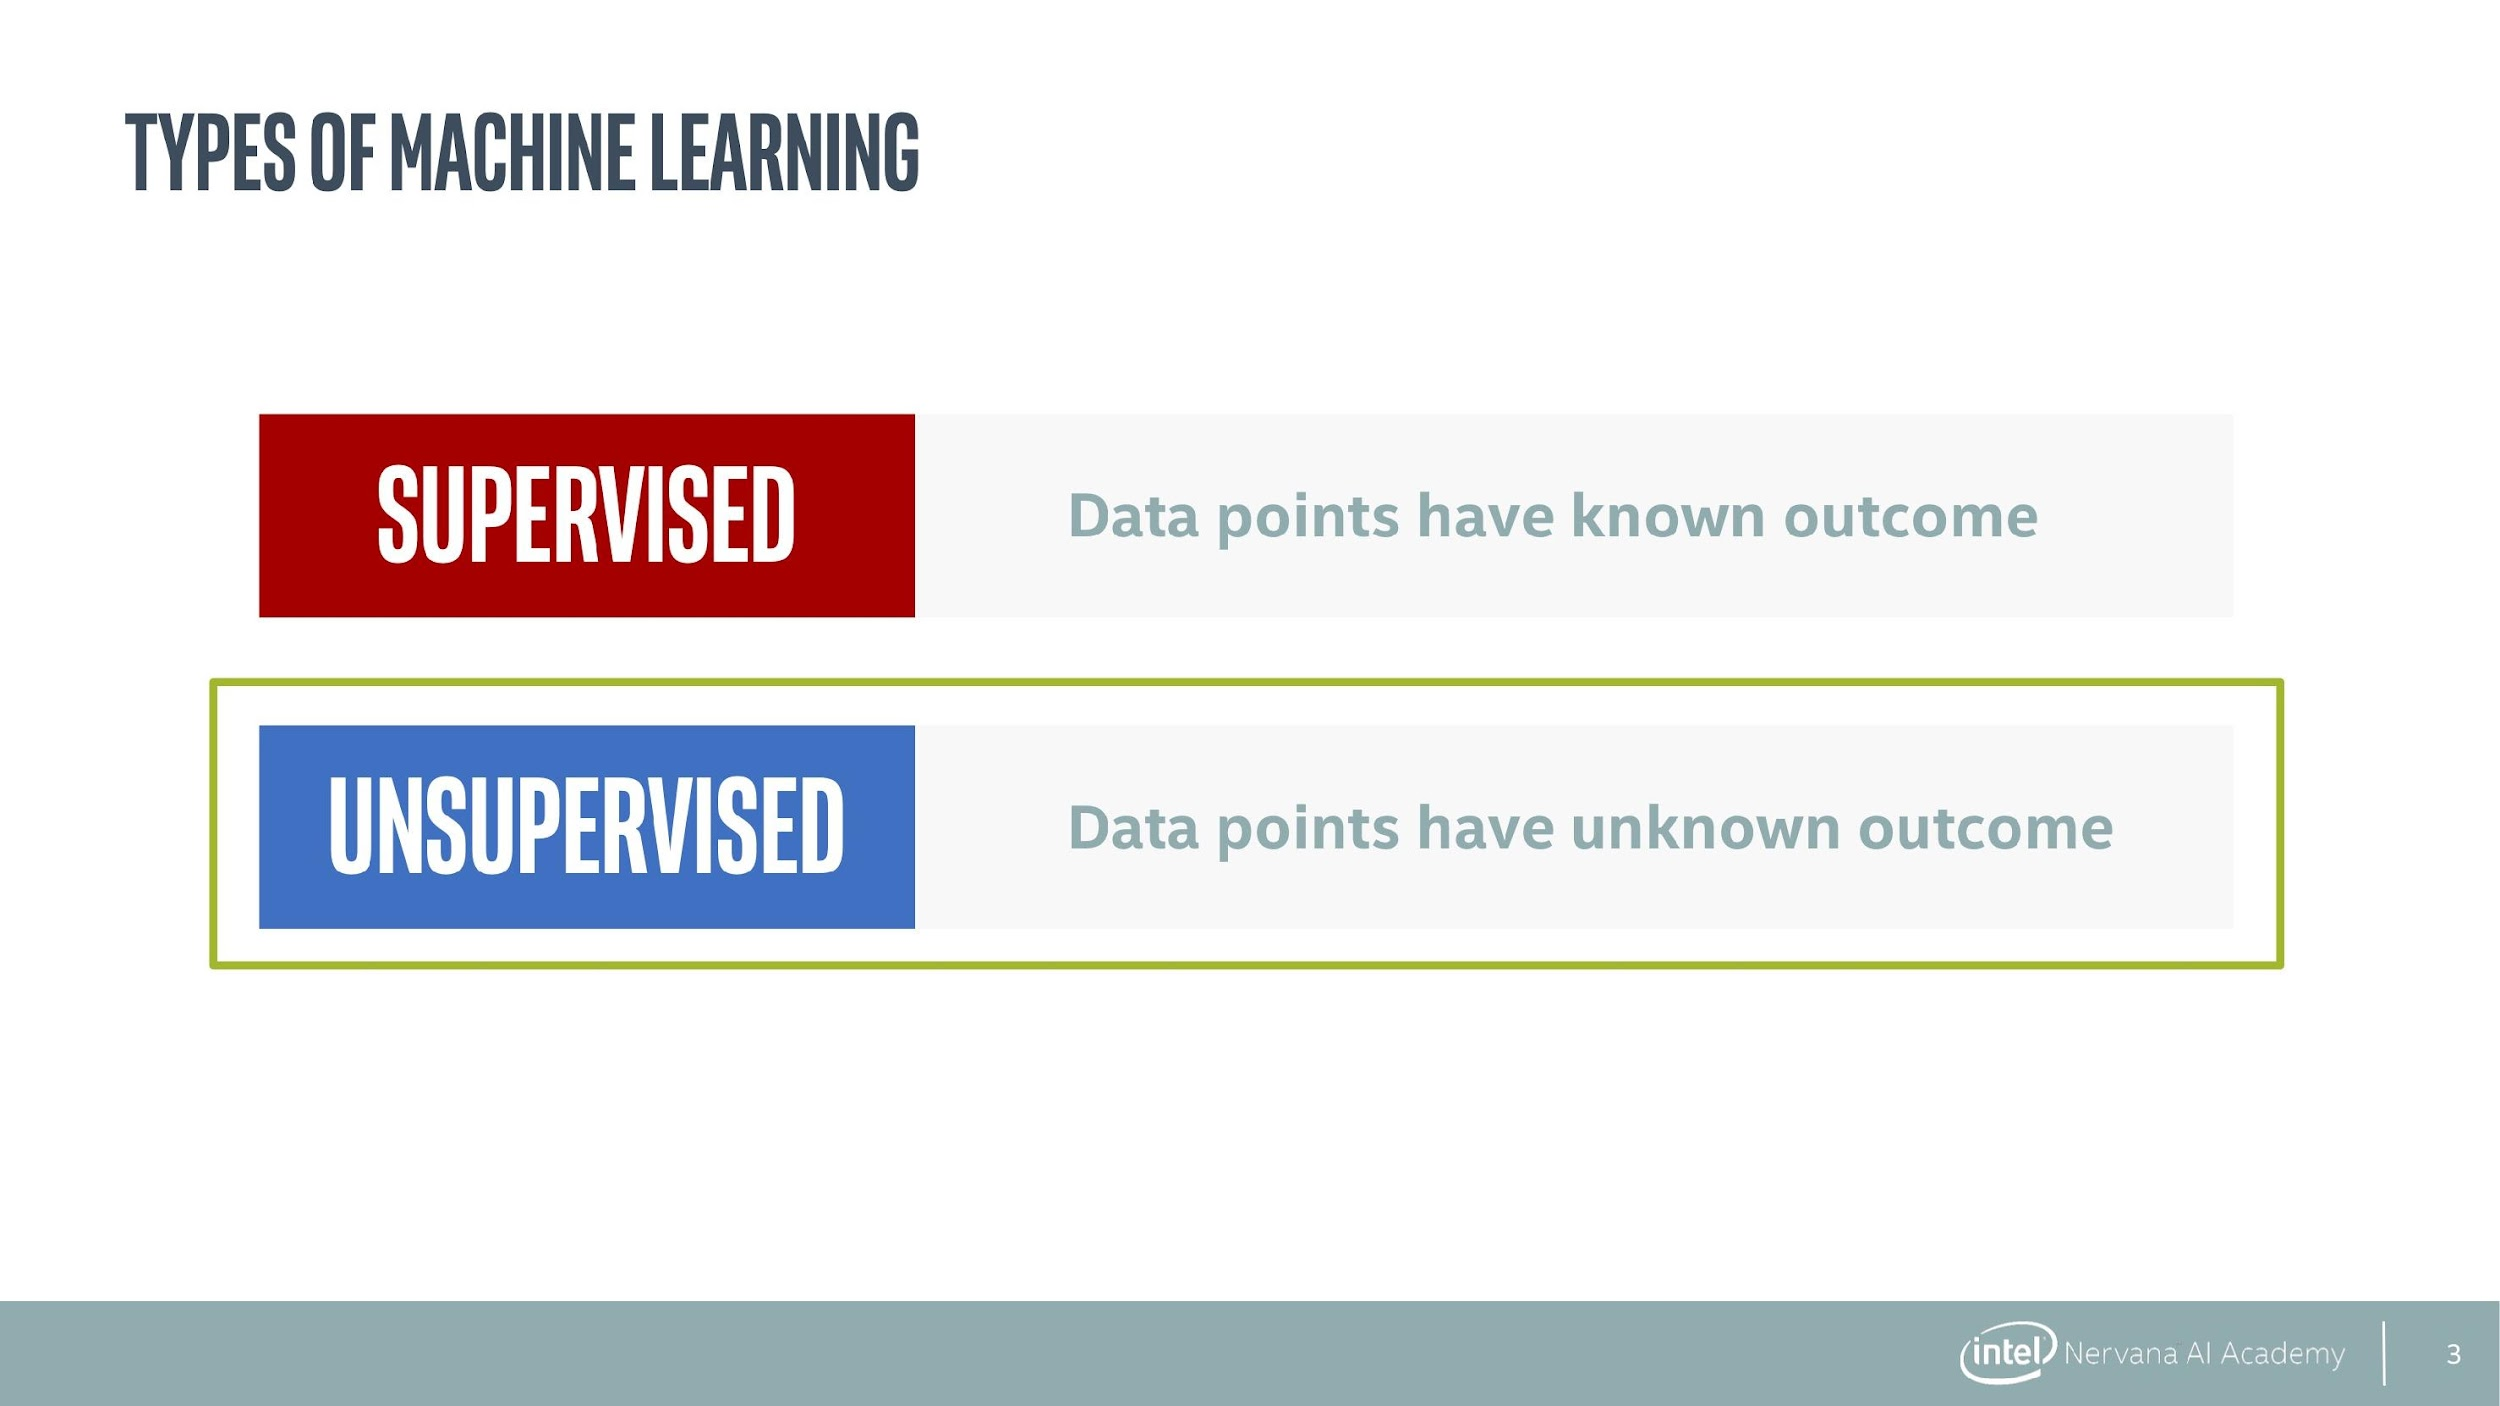 TYPES OF MACHINE LEARNING
SUPERVISED
Data points have known outcome
UNSUPERVISED
Data points have unknown outcome
intel Nervana AI Academy 3